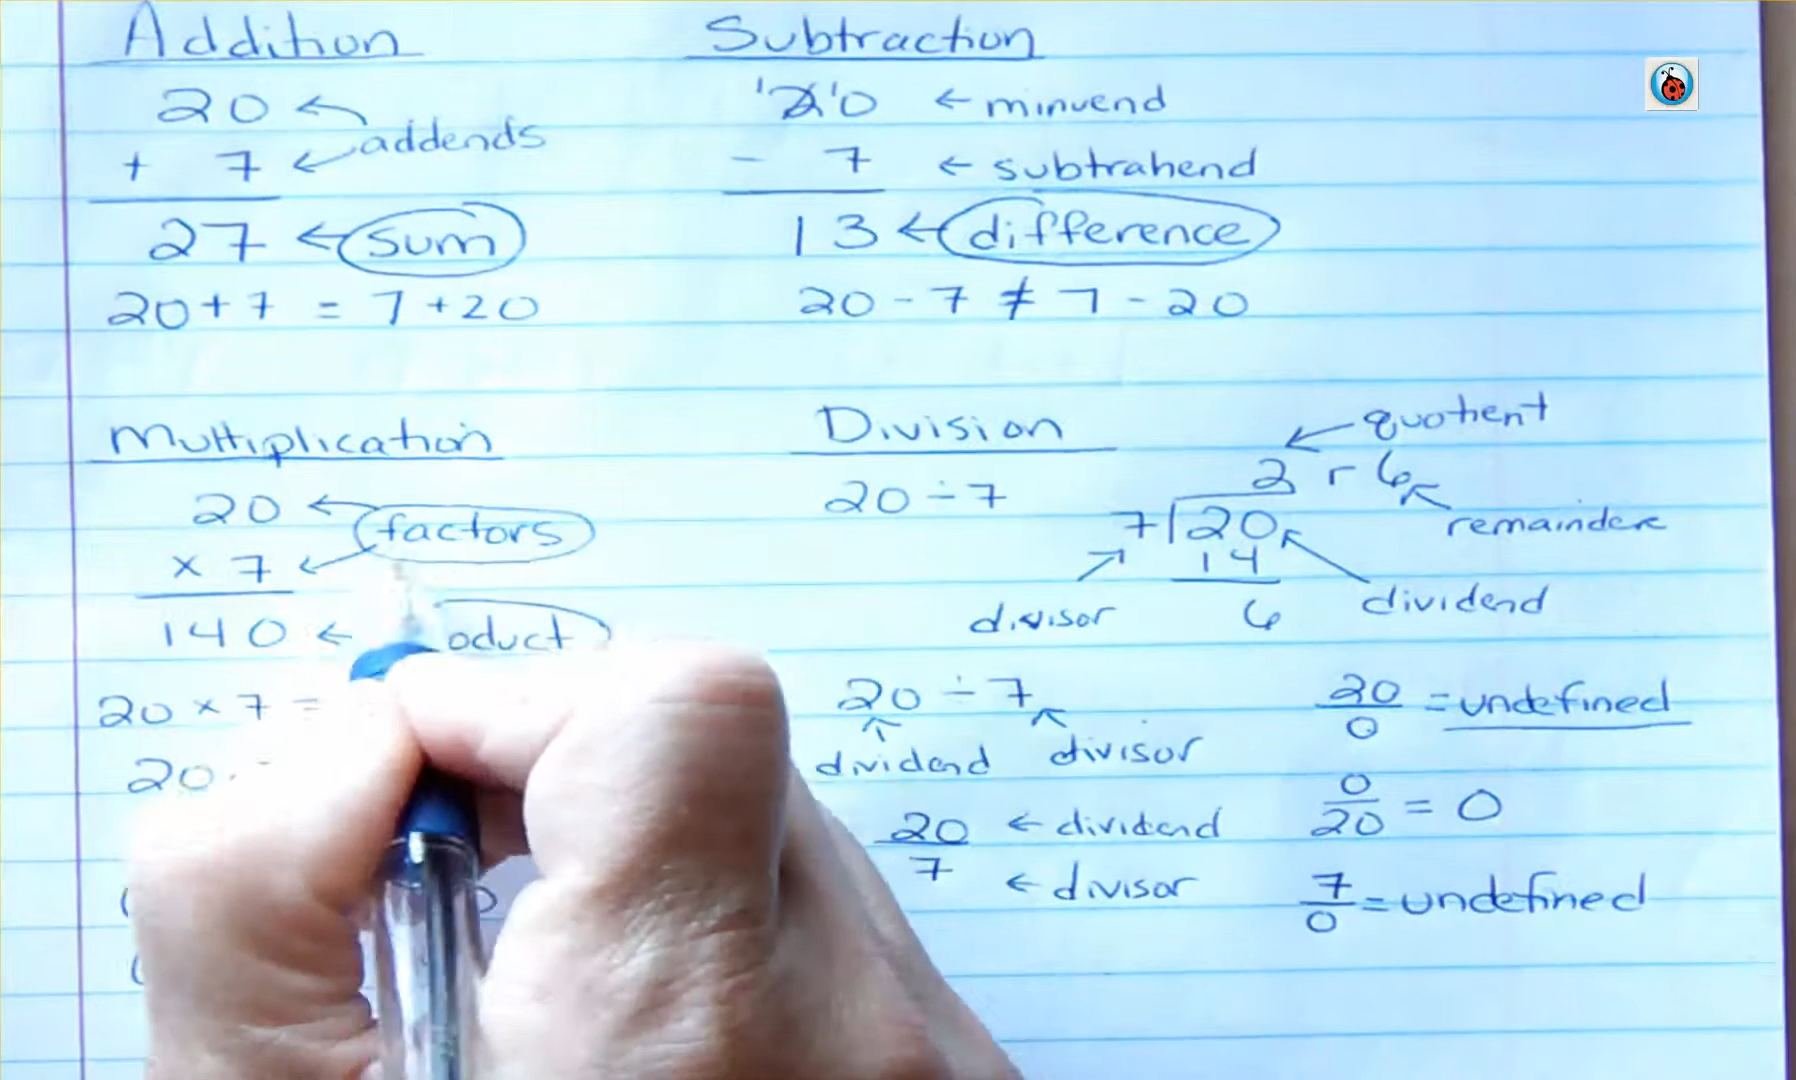 Addition
20
addends
+ 7
27 ← sum
20 + 7 = 7 + 20
Subtraction
'2'0 ← minuend
- 7 ← subtrahend
13 ← difference
20 - 7 ≠ 7 - 20
Multiplication
20 ← factors
x 7 ←
140 ← oduct
20 x 7 =
20 ·
Division
20 ÷ 7
quotient
2 r 6
7 20
remainder
14
divisor
6
dividend
20 ÷ 7
dividend divisor
20 ← dividend
7 ← divisor
20
0
= undefined
0
20
= 0
7
0
= undefined